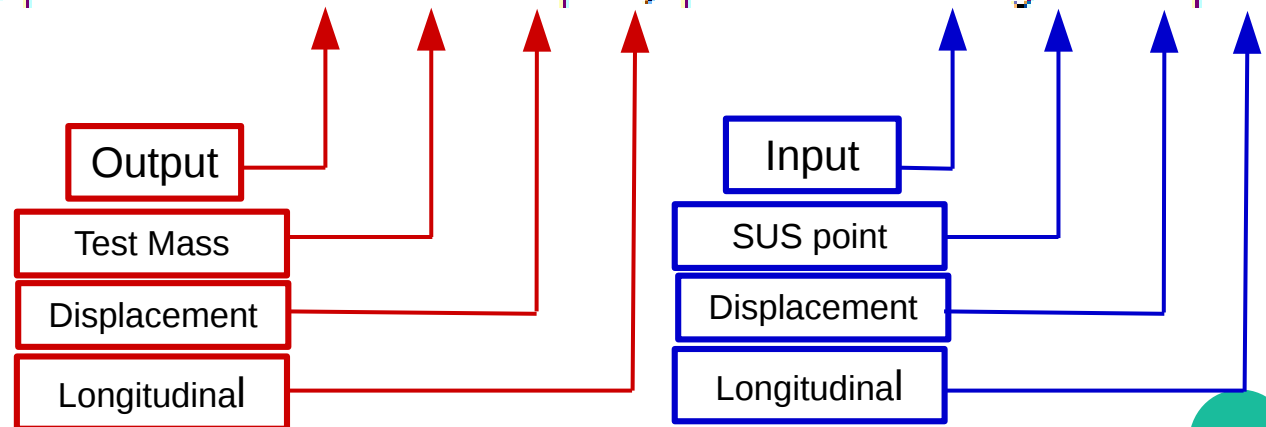 Output
Test Mass
Displacement
Longitudinal
Input
SUS point
Displacement
Longitudinal